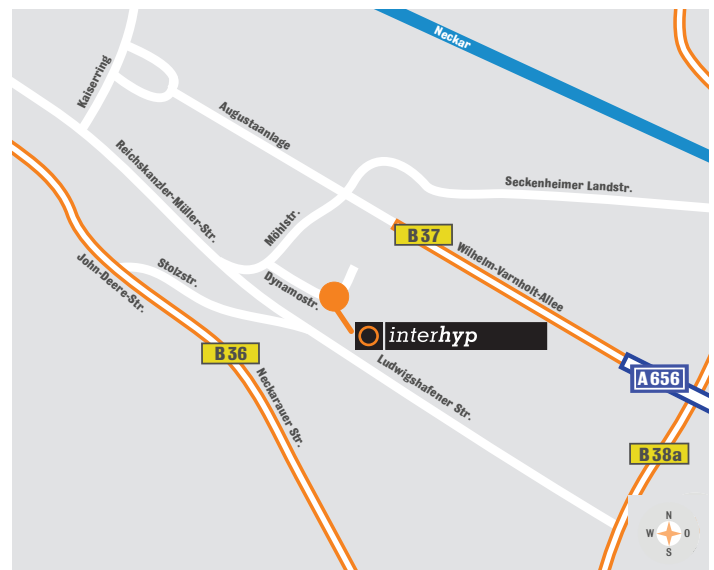 Neckar
Kaiserring
Augustaanlage
Reichskanzler-Müller-Str.
Seckenheimer Landstr.
Möhlstr.
B 37
Wilhelm-Varnholt-Allee
John-Deere-Str.
Stolzstr.
Dynamostr.
interhyp
B 36
Neckarauer Str.
Ludwigshafener Str.
A 656
B 38a
N
W O
S